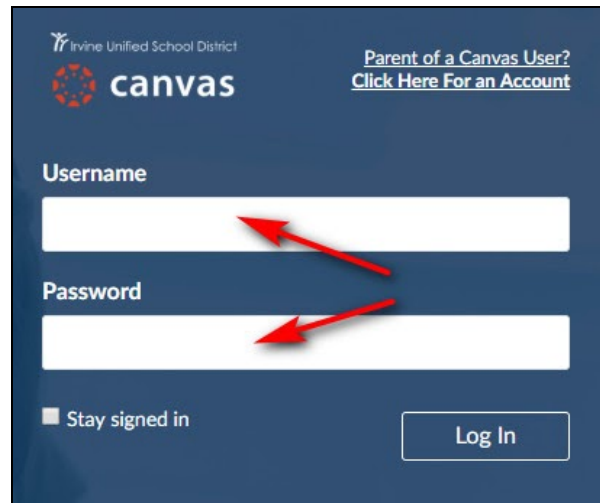 Irvine Unified School District
canvas
Parent of a Canvas User?
Click Here For an Account
Username
Password
Stay signed in
Log In